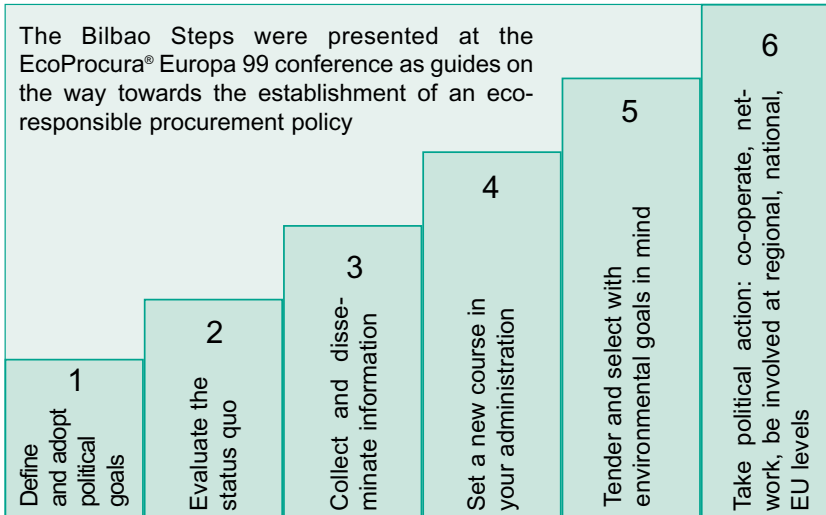 The Bilbao Steps were presented at the
EcoProcura® Europa 99 conference as guides on
the way towards the establishment of an eco-
responsible procurement policy
1
Define
and adopt
political
goals
2
Evaluate the
status quo
3
Collect and disse-
minate information
4
Set a new course in
your administration
5
Tender and select with
environmental goals in mind
6
Take political action: co-operate, net-
work, be involved at regional, national,
EU levels